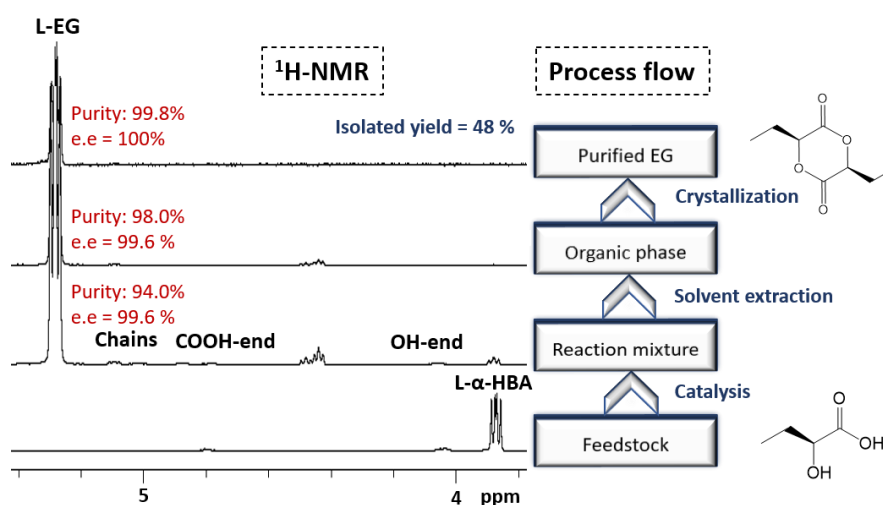 L-EG
¹H-NMR
Process flow
Purity: 99.8%
e.e = 100%
Isolated yield = 48 %
Purified EG
O
O
O
O
Crystallization
Purity: 98.0%
e.e = 99.6 %
Organic phase
Solvent extraction
Purity: 94.0%
e.e = 99.6 %
Chains
COOH-end
OH-end
Reaction mixture
L-α-HBA
Catalysis
Feedstock
O
OH
OH
5
4
ppm